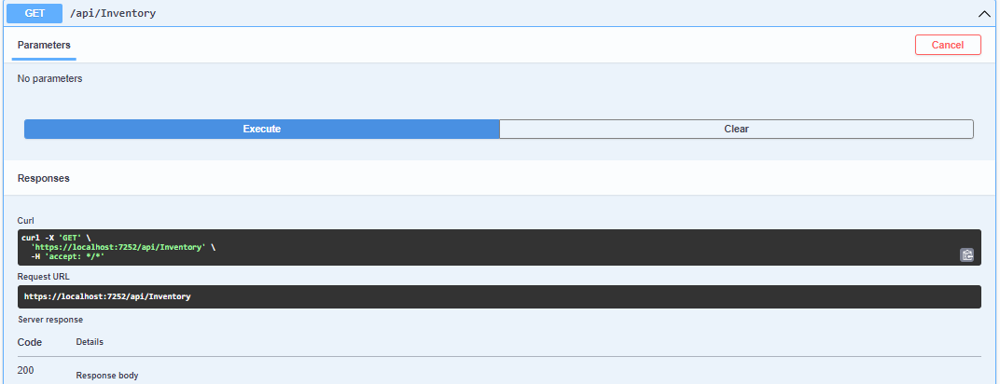 GET /api/Inventory
Parameters
Cancel
No parameters
Execute
Clear
Responses
Curl
curl -X 'GET' \
'https://localhost:7252/api/Inventory' \
-H 'accept: */*'
Request URL
https://localhost:7252/api/Inventory
Server response
Code Details
200
Response body